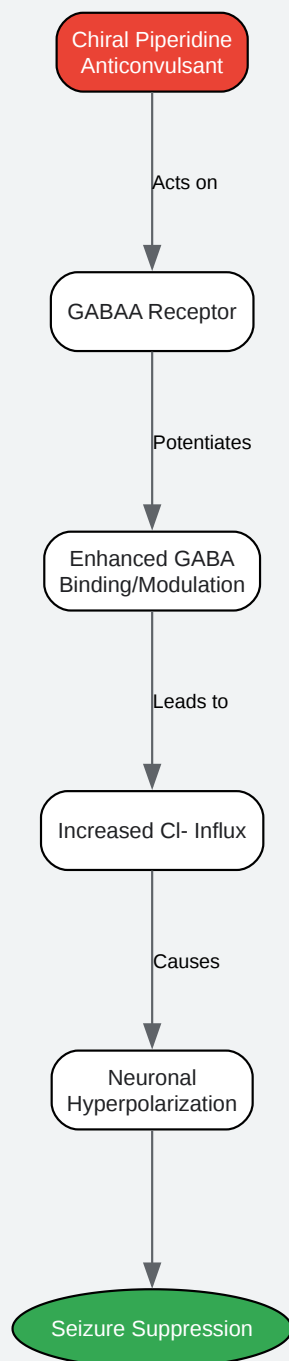 Chiral Piperidine
Anticonvulsant
Acts on
GABAA Receptor
Potentiates
Enhanced GABA
Binding/Modulation
Leads to
Increased Cl- Influx
Causes
Neuronal
Hyperpolarization
Seizure Suppression